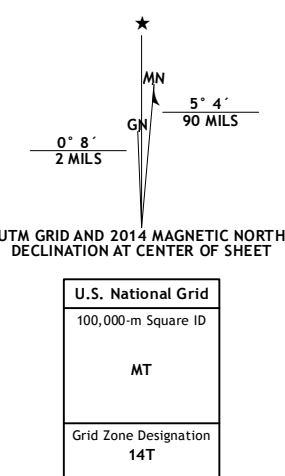 ★
MN
5° 4´
GN
90 MILS
0° 8´
2 MILS
UTM GRID AND 2014 MAGNETIC NORTH
DECLINATION AT CENTER OF SHEET
U.S. National Grid
100,000-m Square ID
MT
Grid Zone Designation
14T